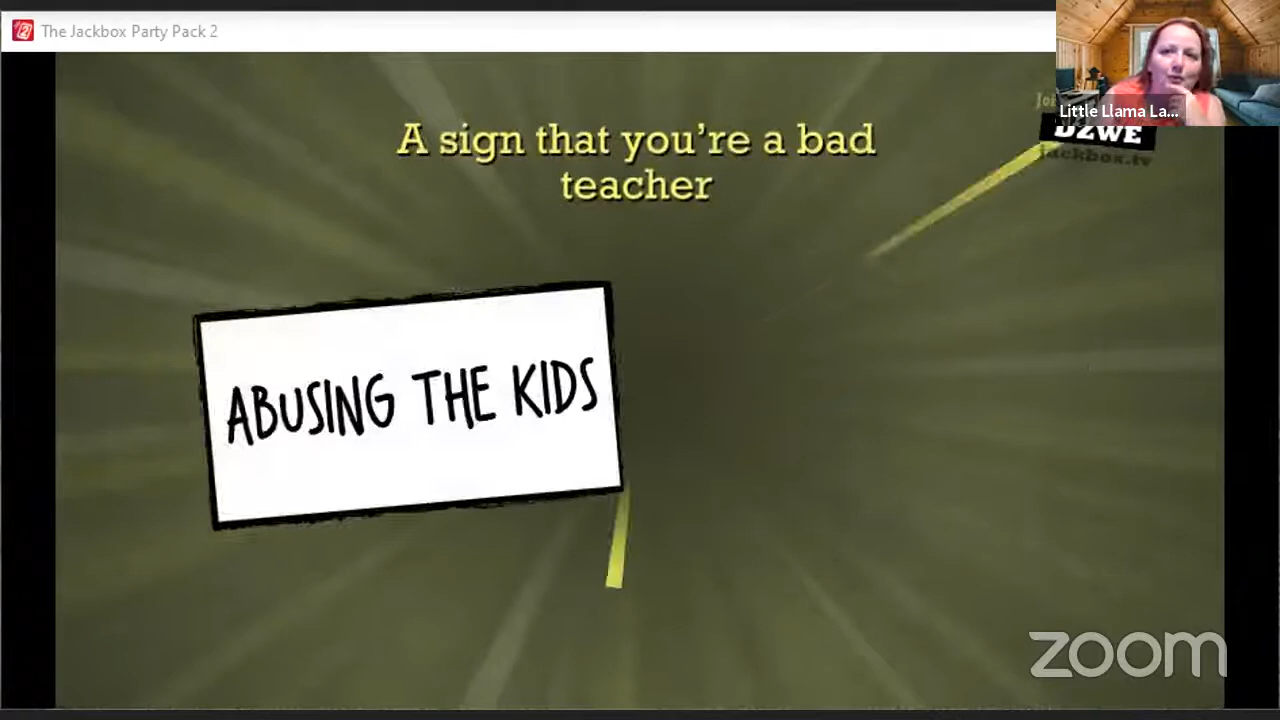 The Jackbox Party Pack 2
Little Llama La...
DZWE
jackbox.tv
A sign that you're a bad
teacher
ABUSING THE KIDS
zoom